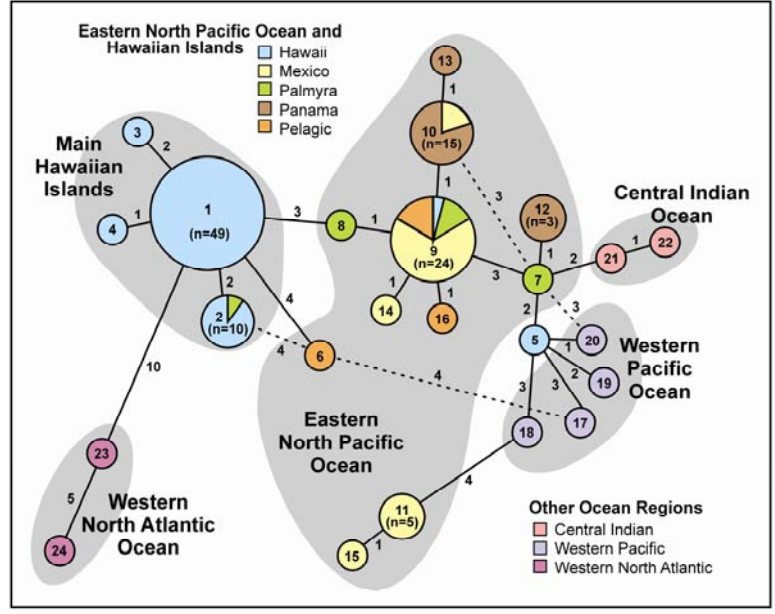 Eastern North Pacific Ocean and
Hawaiian Islands
Hawaii
Mexico
Palmyra
Panama
Pelagic
13
1
10
(n=15)
3
2
Main
Hawaiian
Islands
1
3
12
(n=3)
Central Indian
Ocean
1
(n=49)
4
1
3
8
1
9
(n=24)
1
2
21
1
22
3
7
2
4
1
14
1
16
2
3
2
(n=10)
5
1
20
Western
Pacific
Ocean
4
6
10
4
3
3
2
19
17
18
Eastern
North Pacific
Ocean
23
4
5
Western
North Atlantic
Ocean
11
(n=5)
1
15
24
Other Ocean Regions
Central Indian
Western Pacific
Western North Atlantic